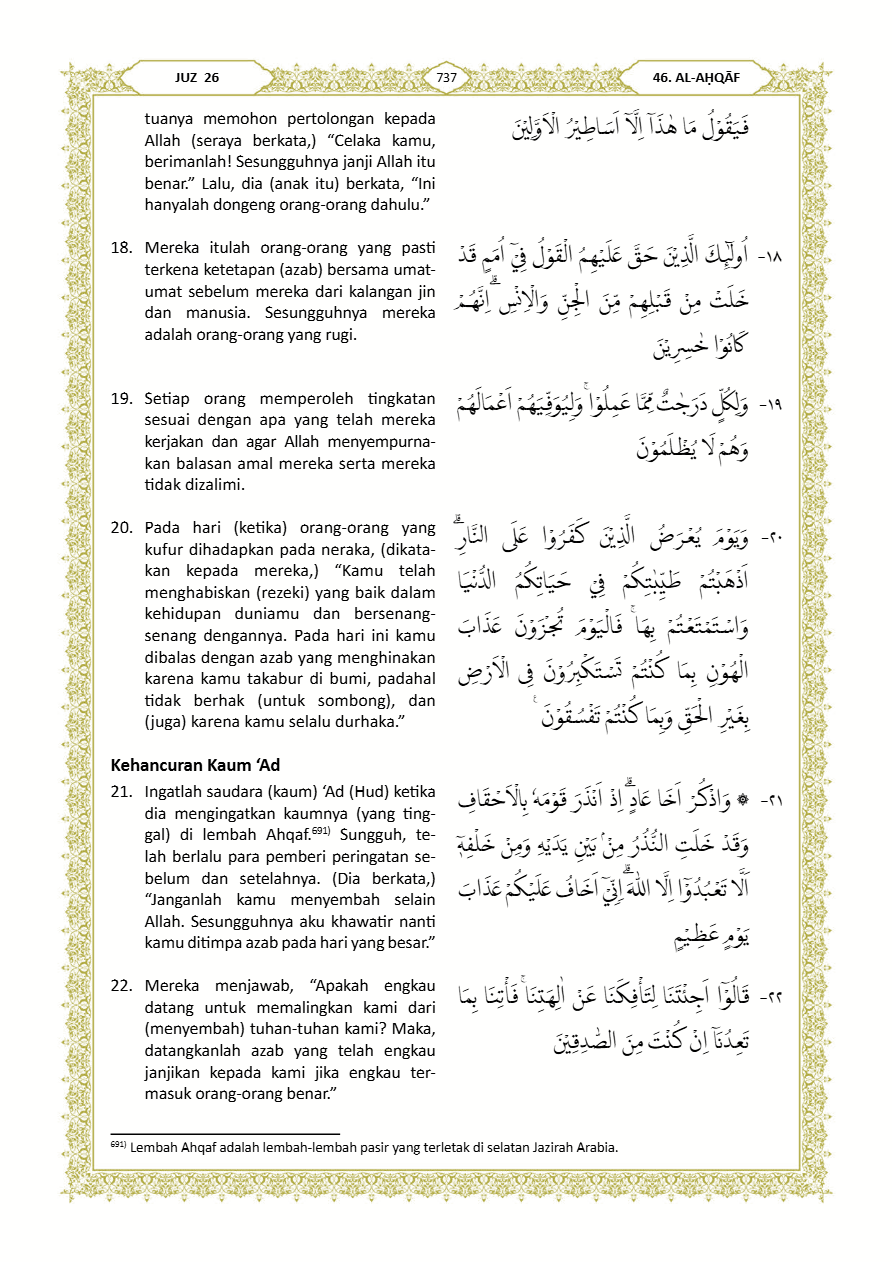 JUZ 26
737
46. AL-AḤQĀF
tuanya memohon pertolongan kepada
Allah (seraya berkata,) “Celaka kamu,
berimanlah! Sesungguhnya janji Allah itu
benar.” Lalu, dia (anak itu) berkata, “Ini
hanyalah dongeng orang-orang dahulu.”
فَيَقُوْلُ مَا هٰذَآ اِلَّآ اَسَاطِيْرُ الْاَوَّلِيْنَ
18. Mereka itulah orang-orang yang pasti
terkena ketetapan (azab) bersama umat-
umat sebelum mereka dari kalangan jin
dan manusia. Sesungguhnya mereka
adalah orang-orang yang rugi.
١٨- اُولٰۤىِٕكَ الَّذِيْنَ حَقَّ عَلَيْهِمُ الْقَوْلُ فِيْٓ اُمَمٍ قَدْ
خَلَتْ مِنْ قَبْلِهِمْ مِّنَ الْجِنِّ وَالْاِنْسِ ۗاِنَّهُمْ
كَانُوْا خٰسِرِيْنَ
19. Setiap orang memperoleh tingkatan
sesuai dengan apa yang telah mereka
kerjakan dan agar Allah menyempurna-
kan balasan amal mereka serta mereka
tidak dizalimi.
١٩- وَلِكُلٍّ دَرَجٰتٌ مِّمَّا عَمِلُوْاۚ وَلِيُوَفِّيَهُمْ اَعْمَالَهُمْ
وَهُمْ لَا يُظْلَمُوْنَ
20. Pada hari (ketika) orang-orang yang
kufur dihadapkan pada neraka, (dikata-
kan kepada mereka,) “Kamu telah
menghabiskan (rezeki) yang baik dalam
kehidupan duniamu dan bersenang-
senang dengannya. Pada hari ini kamu
dibalas dengan azab yang menghinakan
karena kamu takabur di bumi, padahal
tidak berhak (untuk sombong), dan
(juga) karena kamu selalu durhaka.”
٢٠- وَيَوْمَ يُعْرَضُ الَّذِيْنَ كَفَرُوْا عَلَى النَّارِۗ
اَذْهَبْتُمْ طَيِّبٰتِكُمْ فِيْ حَيَاتِكُمُ الدُّنْيَا
وَاسْتَمْتَعْتُمْ بِهَاۚ فَالْيَوْمَ تُجْزَوْنَ عَذَابَ
الْهُوْنِ بِمَا كُنْتُمْ تَسْتَكْبِرُوْنَ فِى الْاَرْضِ
بِغَيْرِ الْحَقِّ وَبِمَا كُنْتُمْ تَفْسُقُوْنَ ࣖ
Kehancuran Kaum ‘Ad
21. Ingatlah saudara (kaum) ‘Ad (Hud) ketika
dia mengingatkan kaumnya (yang ting-
gal) di lembah Ahqaf.691) Sungguh, te-
lah berlalu para pemberi peringatan se-
belum dan setelahnya. (Dia berkata,)
“Janganlah kamu menyembah selain
Allah. Sesungguhnya aku khawatir nanti
kamu ditimpa azab pada hari yang besar.”
٢١- ۞ وَاذْكُرْ اَخَا عَادٍۗ اِذْ اَنْذَرَ قَوْمَهٗ بِالْاَحْقَافِ
وَقَدْ خَلَتِ النُّذُرُ مِنْۢ بَيْنِ يَدَيْهِ وَمِنْ خَلْفِهٖٓ
اَلَّا تَعْبُدُوْٓا اِلَّا اللّٰهَ ۗاِنِّيْٓ اَخَافُ عَلَيْكُمْ عَذَابَ
يَوْمٍ عَظِيْمٍ
22. Mereka menjawab, “Apakah engkau
datang untuk memalingkan kami dari
(menyembah) tuhan-tuhan kami? Maka,
datangkanlah azab yang telah engkau
janjikan kepada kami jika engkau ter-
masuk orang-orang benar.”
٢٢- قَالُوْٓا اَجِئْتَنَا لِتَأْفِكَنَا عَنْ اٰلِهَتِنَاۚ فَأْتِنَا بِمَا
تَعِدُنَآ اِنْ كُنْتَ مِنَ الصّٰدِقِيْنَ
691) Lembah Ahqaf adalah lembah-lembah pasir yang terletak di selatan Jazirah Arabia.